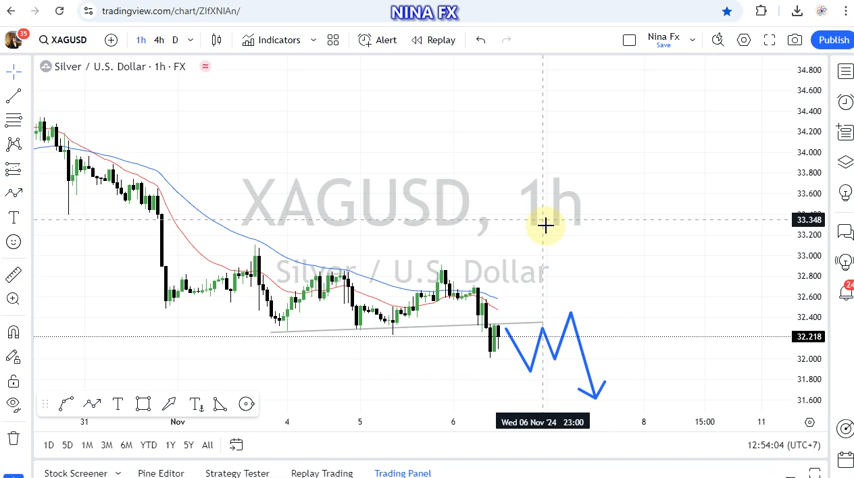 NINA FX
tradingview.com/chart/ZIfXNIAn/
35
XAGUSD
1h 4h D
Indicators
Alert
Replay
Nina Fx
Save
Publish
Silver / U.S. Dollar · 1h · FX
XAGUSD, 1h
Silver / U.S. Dollar
34.800
34.600
34.400
34.200
34.000
33.800
33.600
33.348
33.200
33.000
32.800
32.600
32.400
32.218
32.000
31.800
31.600
24
31 Nov 4 5 6 Wed 06 Nov '24 23:00 8 15:00 11
1D 5D 1M 3M 6M YTD 1Y 5Y All
12:54:04 (UTC+7)
Stock Screener Pine Editor Strategy Tester Replay Trading Trading Panel